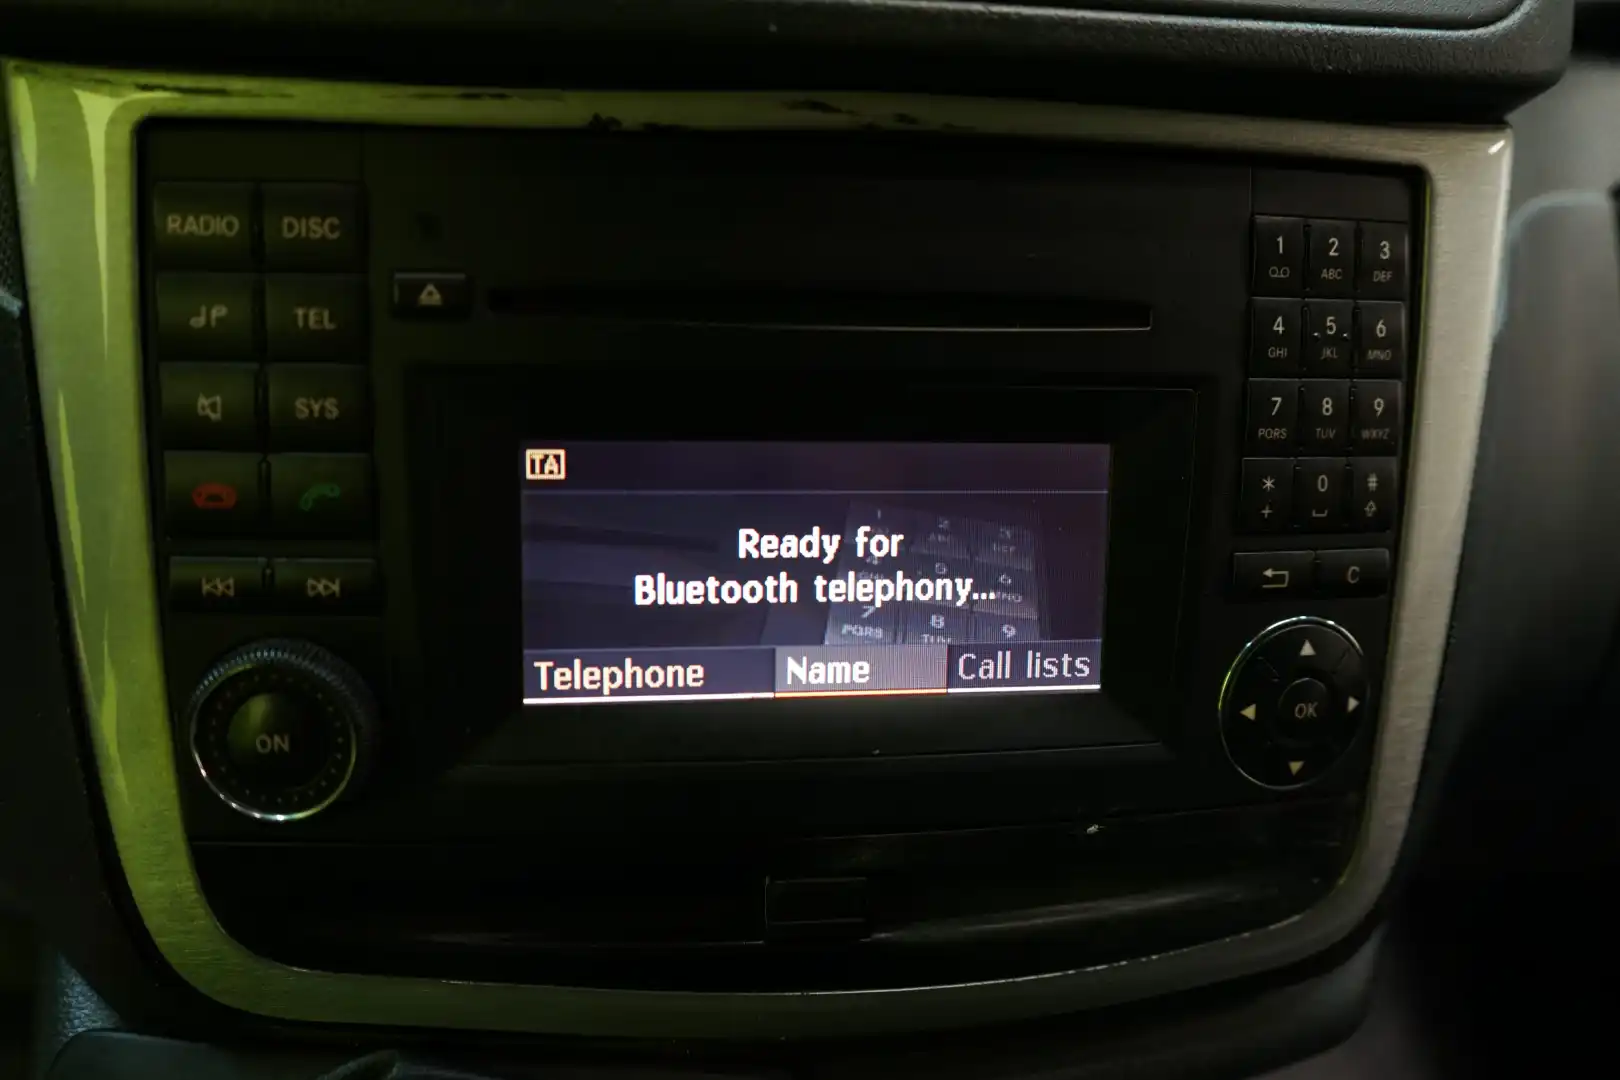 RADIO DISC
TEL
SYS
ON
TA
Ready for
Bluetooth telephony...
Telephone Name Call lists
1 2 3
ABC DEF
4 5 6
GHI JKL MNO
7 8 9
PQRS TUV WXYZ
* 0 #
+
C
OK